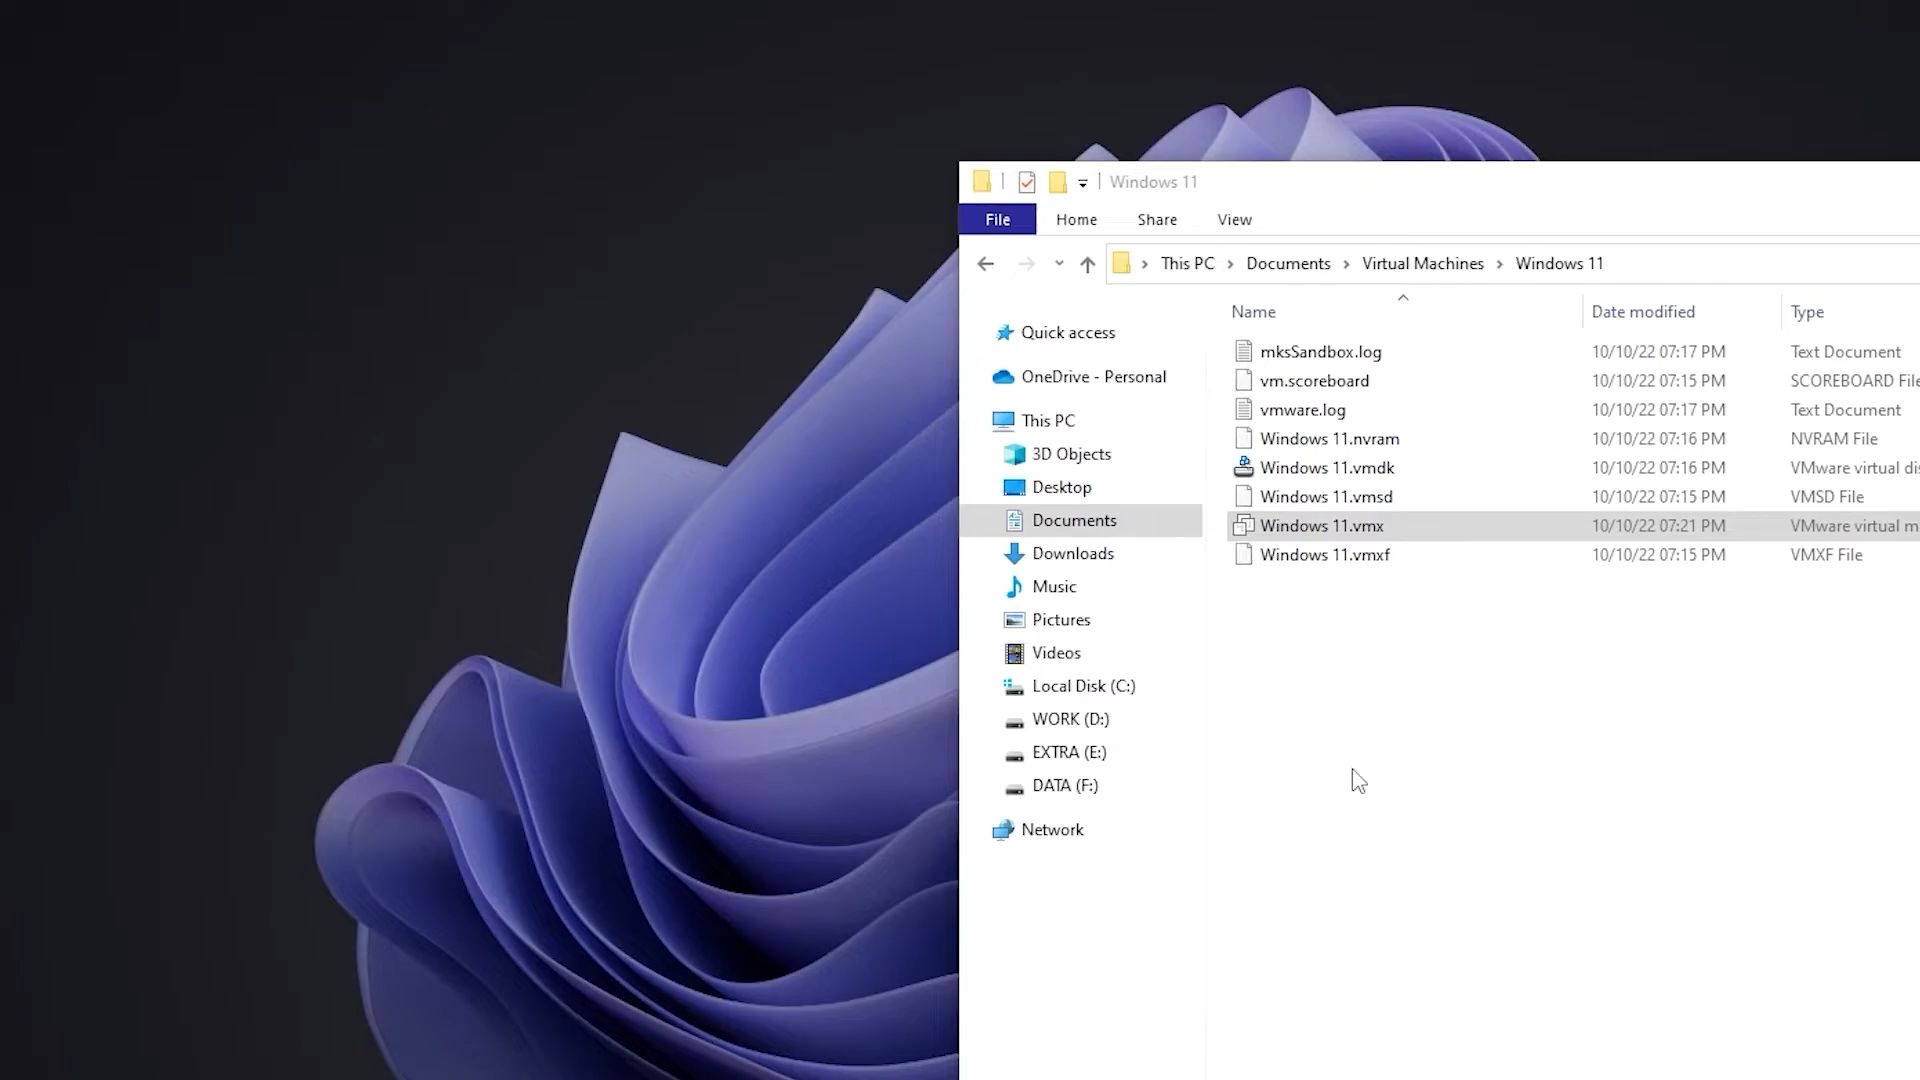 Windows 11
File Home Share View
This PC Documents Virtual Machines Windows 11
Name Date modified Type
Quick access
OneDrive - Personal
This PC
3D Objects
Desktop
Documents
Downloads
Music
Pictures
Videos
Local Disk (C:)
WORK (D:)
EXTRA (E:)
DATA (F:)
Network
mksSandbox.log 10/10/22 07:17 PM Text Document
vm.scoreboard 10/10/22 07:15 PM SCOREBOARD File
vmware.log 10/10/22 07:17 PM Text Document
Windows 11.nvram 10/10/22 07:16 PM NVRAM File
Windows 11.vmdk 10/10/22 07:16 PM VMware virtual dis
Windows 11.vmsd 10/10/22 07:15 PM VMSD File
Windows 11.vmx 10/10/22 07:21 PM VMware virtual m
Windows 11.vmxf 10/10/22 07:15 PM VMXF File